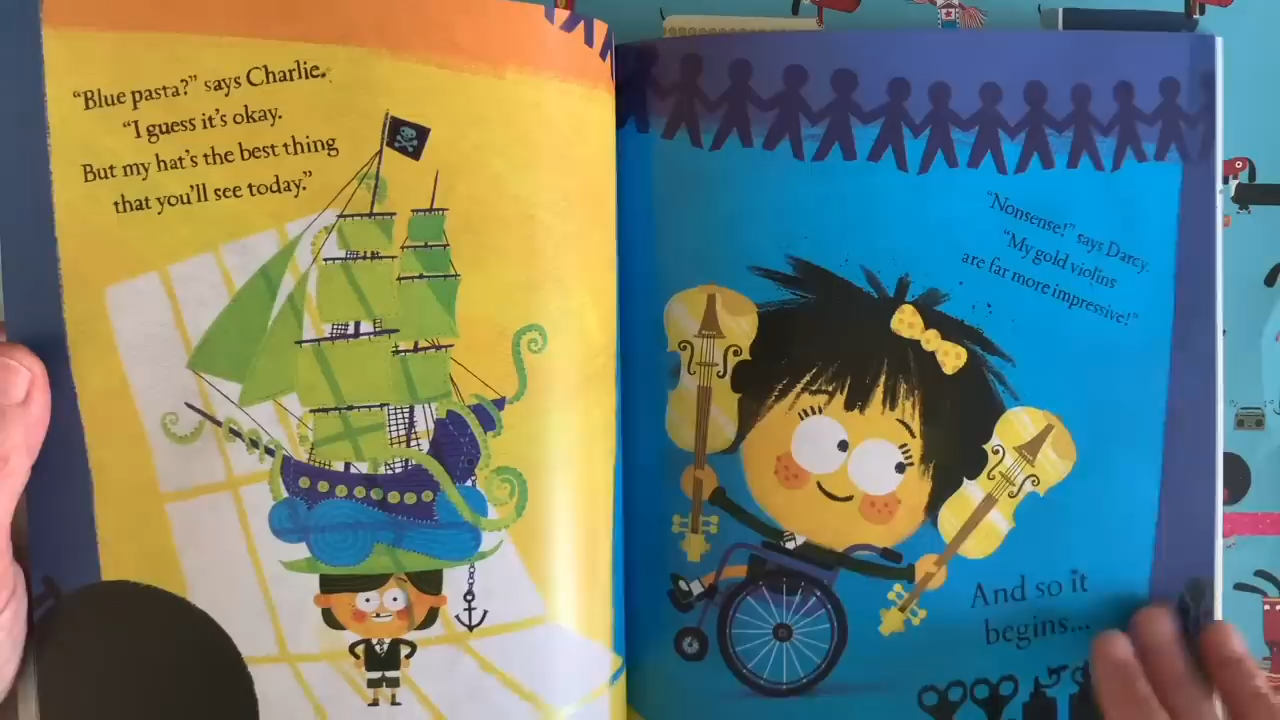 “Blue pasta?” says Charlie.
“I guess it’s okay.
But my hat’s the best thing
that you’ll see today.”
“Nonsense!” says Darcy.
“My gold violins
are far more impressive!”
And so it
begins...